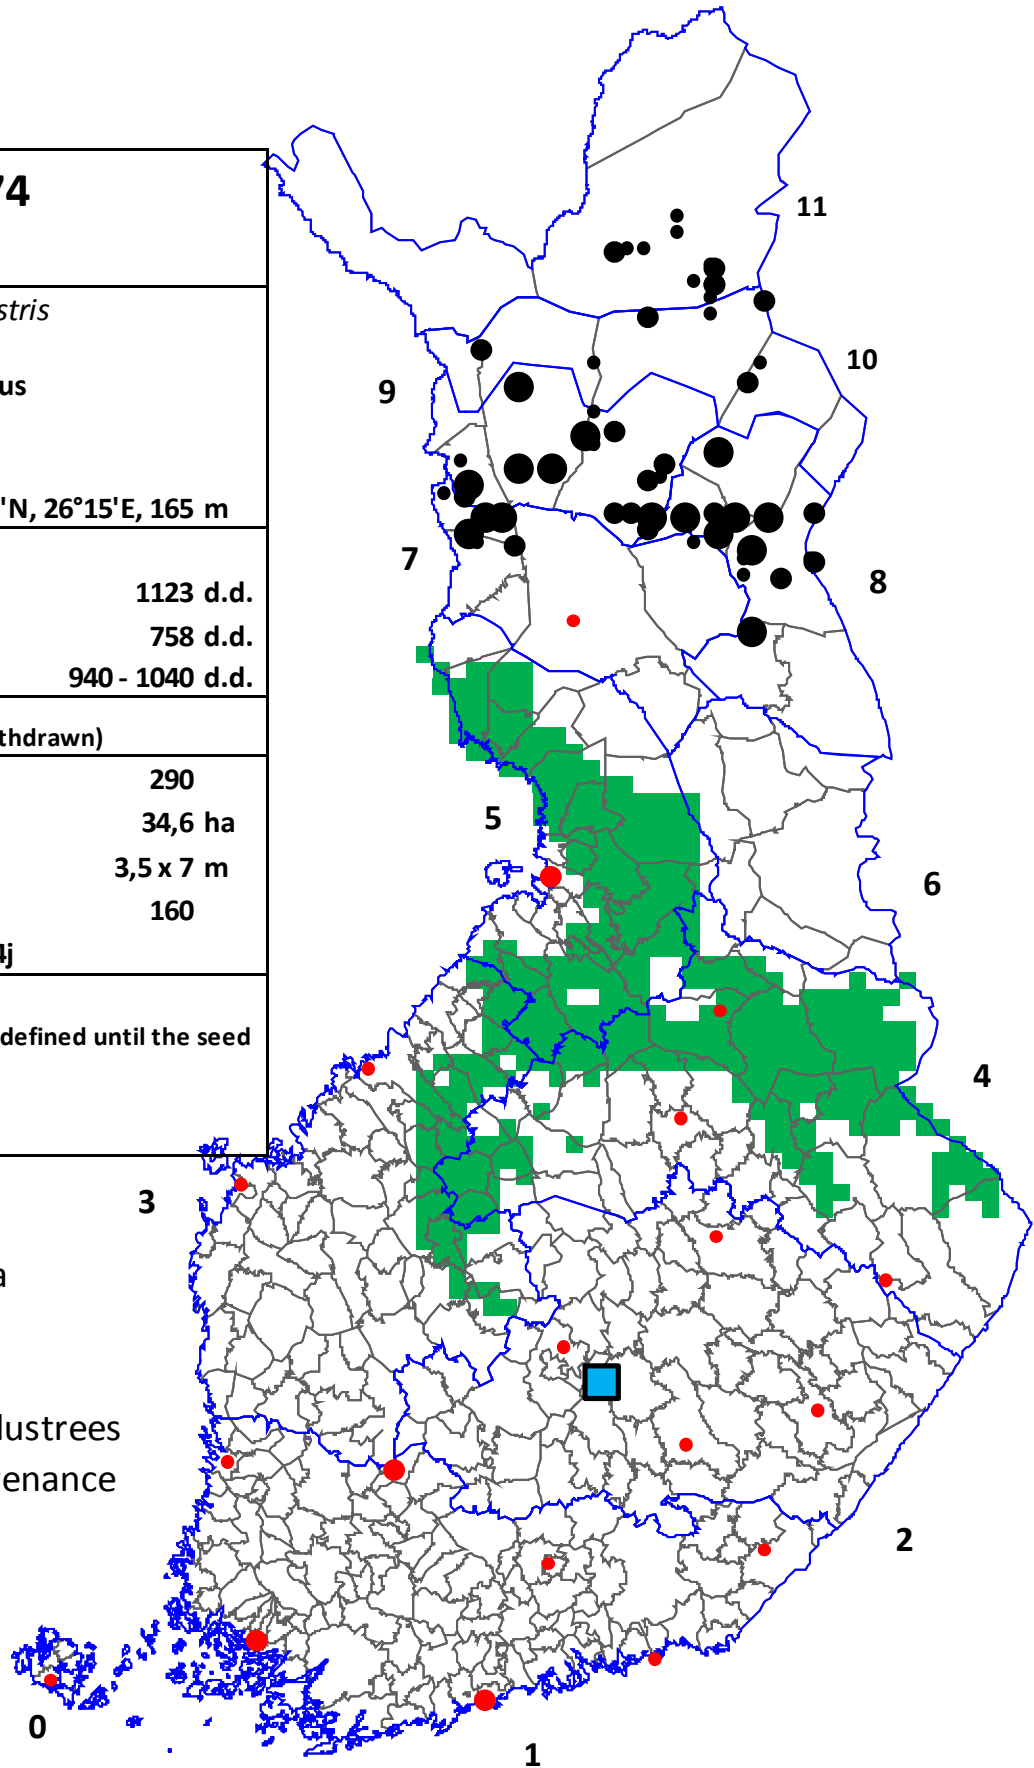 74
stris
us
'N, 26°15'E, 165 m
1123 d.d.
758 d.d.
940 - 1040 d.d.
thdrawn)
290
34,6 ha
3,5 x 7 m
160
4j
defined until the seed
a
lustrees
venance
11
10
9
8
7
6
5
4
3
2
1
0